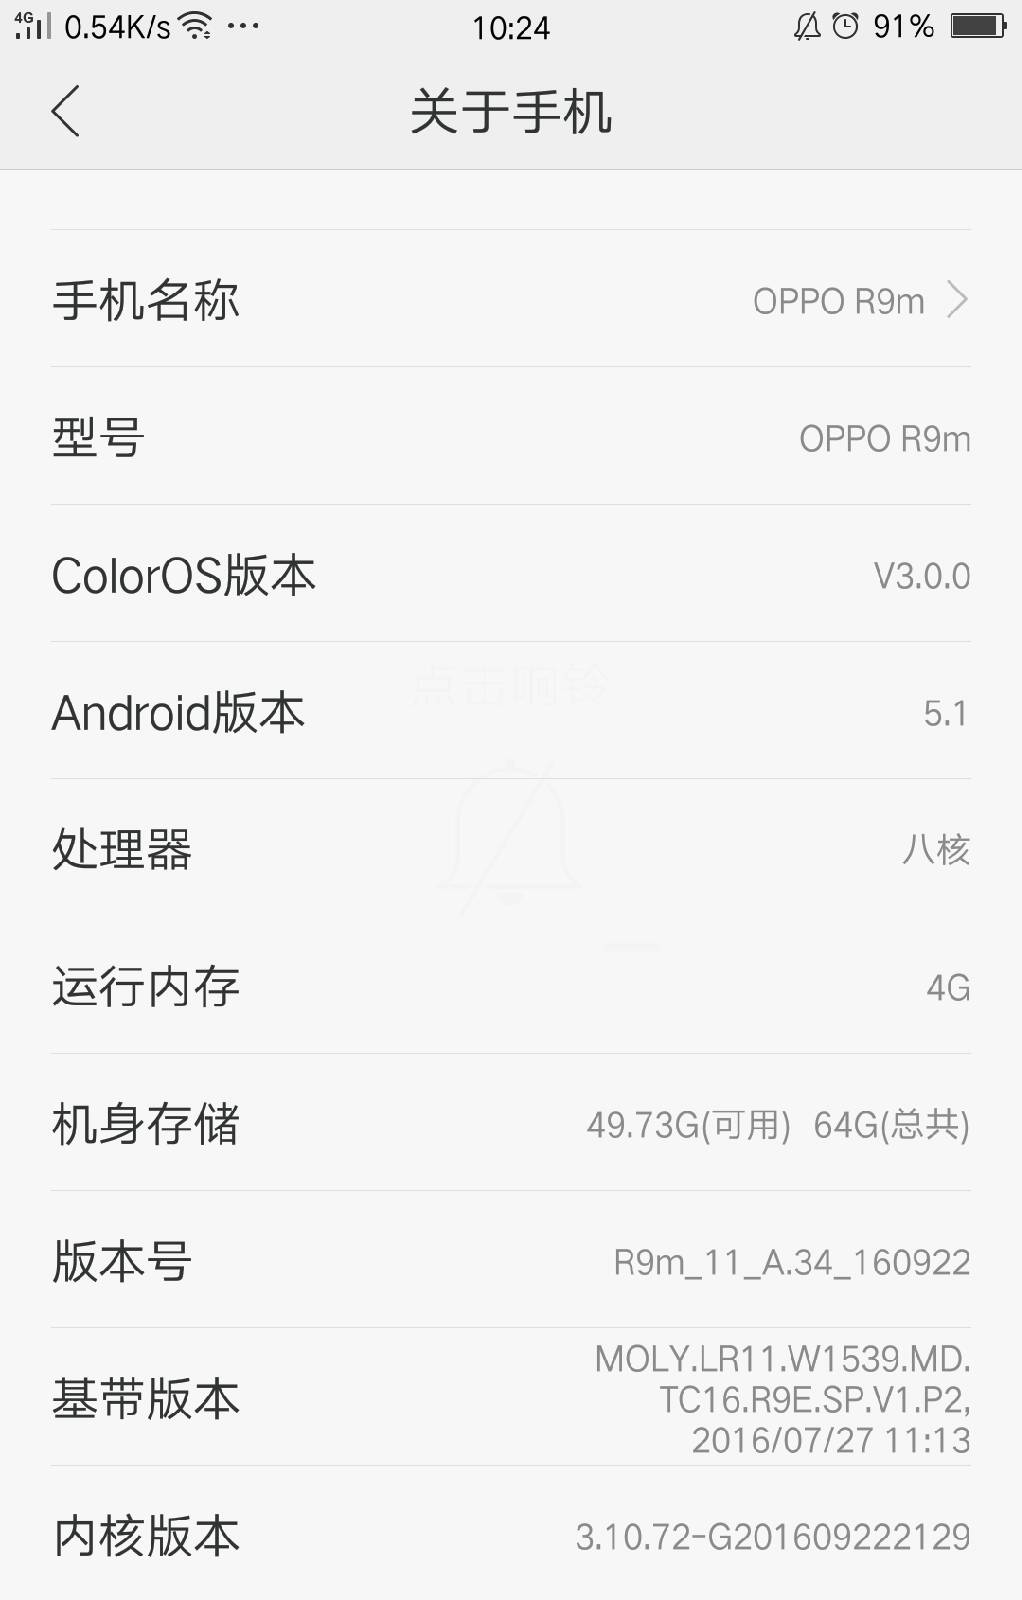 4G 0.54K/s ... 10:24 91%
关于手机
手机名称 OPPO R9m
型号 OPPO R9m
ColorOS版本 V3.0.0
点击响铃
Android版本 5.1
处理器 八核
运行内存 4G
机身存储 49.73G(可用) 64G(总共)
版本号 R9m_11_A.34_160922
基带版本 MOLY.LR11.W1539.MD.
TC16.R9E.SP.V1.P2,
2016/07/27 11:13
内核版本 3.10.72-G201609222129